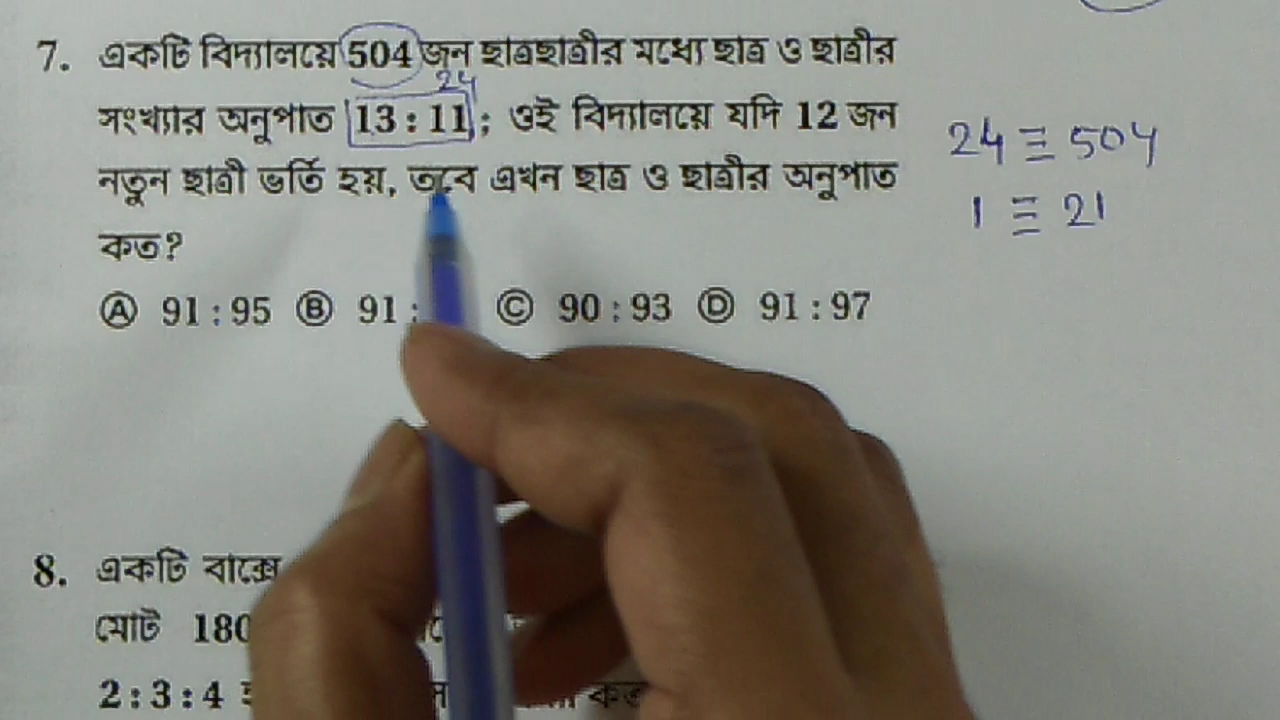 7. একটি বিদ্যালয়ে 504 জন ছাত্রছাত্রীর মধ্যে ছাত্র ও ছাত্রীর
24
সংখ্যার অনুপাত 13 : 11 ; ওই বিদ্যালয়ে যদি 12 জন
24 ≡ 504
নতুন ছাত্রী ভর্তি হয়, তবে এখন ছাত্র ও ছাত্রীর অনুপাত
1 ≡ 21
কত?
Ⓐ 91 : 95 Ⓑ 91 : Ⓒ 90 : 93 Ⓓ 91 : 97
8. একটি বাক্সে
মোট 180
2 : 3 : 4